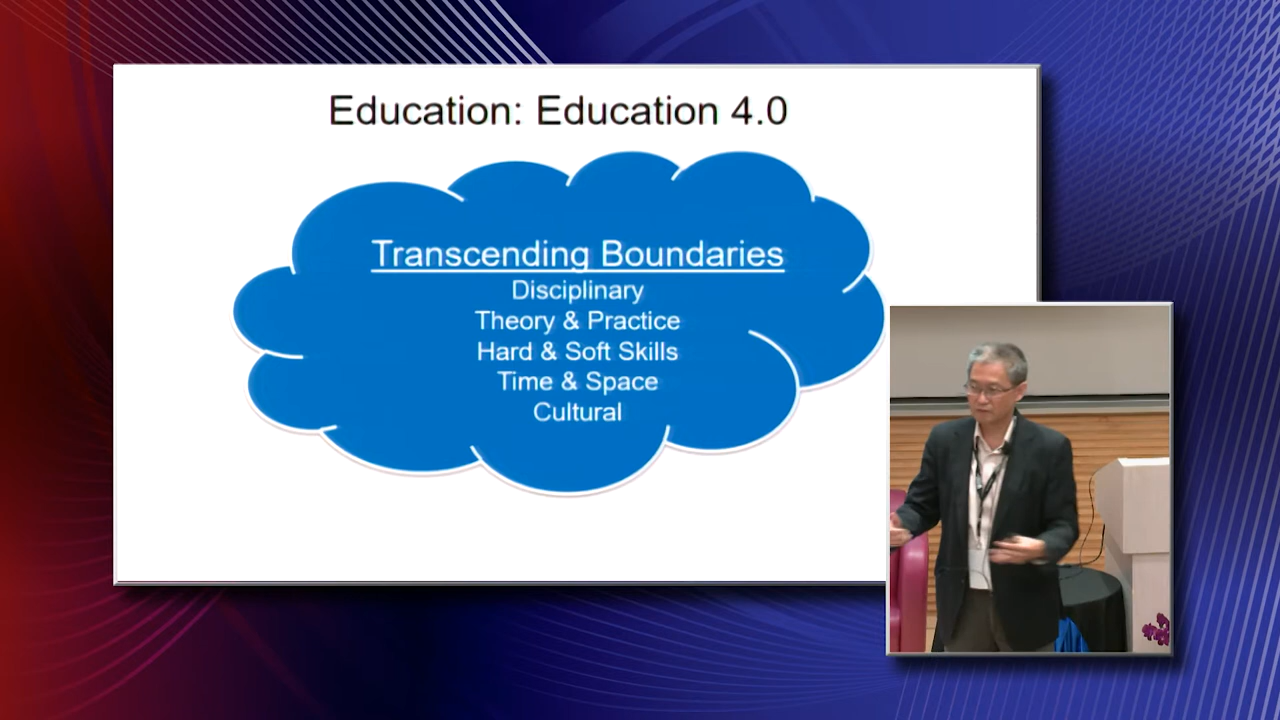 Education: Education 4.0
Transcending Boundaries
Disciplinary
Theory & Practice
Hard & Soft Skills
Time & Space
Cultural